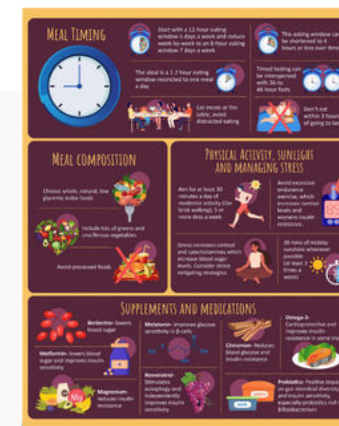 MEAL TIMING
Start with a 12 hour eating
window 5 days a week and reduce
week by week to an 8-hour eating
window 7 days a week
This eating window can
be shortened to 4
hours or less over time
The ideal is a 1-2 hour eating
window-restricted to one meal
a day
Timed fasting can
be interspersed
with 36-to
48 hour fasts
Eat meals at the
table, avoid
distracted eating
Don't eat
within 3 hours
of going to bed
MEAL COMPOSITION
Choose whole, natural, low
glycemic index foods
Include lots of greens and
cruciferous vegetables
Avoid processed foods
PHYSICAL ACTIVITY, SUNLIGHT
AND MANAGING STRESS
Aim for at least 30
minutes a day of
moderate activity (like
brisk walking), 5 or
more days a week
Avoid excessive
endurance
exercise, which
increases cortisol
levels and
worsens insulin
resistance.
Stress increases cortisol
and catecholamines which
increase blood sugar
levels. Consider stress
mitigating strategies
30 mins of midday
sunshine whenever
possible
(at least 3
times a
week)
SUPPLEMENTS AND MEDICATIONS
Berberine- lowers
blood sugar
Melatonin- improves glucose
sensitivity in β cells
Omega-3-
Cardioprotective and
improves insulin
resistance in some
Cinnamon- Reduces
blood glucose and
insulin resistance
Metformin- lowers blood
sugar and improves insulin
sensitivity
Resveratrol-
Stimulates
autophagy and
independently
improves insulin
sensitivity
Magnesium-
reduces insulin
resistance
Mg
Probiotics- Positive
on gut microbial diversity
and insulin sensitivity,
especially probiotics
Bifidobacterium